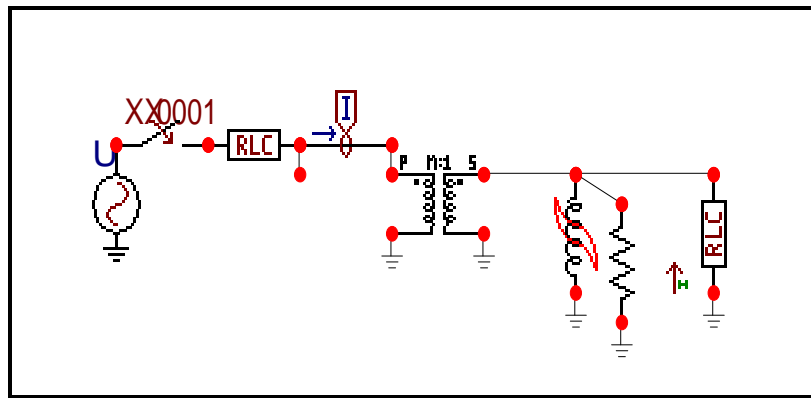 XX0001
U
I
RLC
P n:1 S
RLC
H